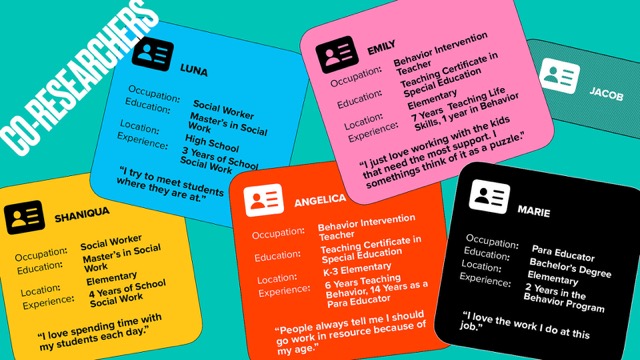 CO-RESEARCHERS
LUNA
Occupation: Social Worker
Education: Master's in Social
Work
Location: High School
Experience: 3 Years of School
Social Work
"I try to meet students
where they are at."
EMILY
Occupation: Behavior Intervention
Teacher
Education: Teaching Certificate in
Special Education
Location: Elementary
Experience: 7 Years Teaching Life
Skills, 1 year in Behavior
"I just love working with the kids
that need the most support. I
somethings think of it as a puzzle."
JACOB
SHANIQUA
Occupation: Social Worker
Education: Master's in Social
Work
Location: Elementary
Experience: 4 Years of School
Social Work
"I love spending time with
my students each day."
ANGELICA
Occupation: Behavior Intervention
Teacher
Education: Teaching Certificate in
Special Education
Location: K-3 Elementary
Experience: 6 Years Teaching
Behavior, 14 Years as a
Para Educator
"People always tell me I should
go work in resource because of
my age."
MARIE
Occupation: Para Educator
Education: Bachelor's Degree
Location: Elementary
Experience: 2 Years in the
Behavior Program
"I love the work I do at this
job."